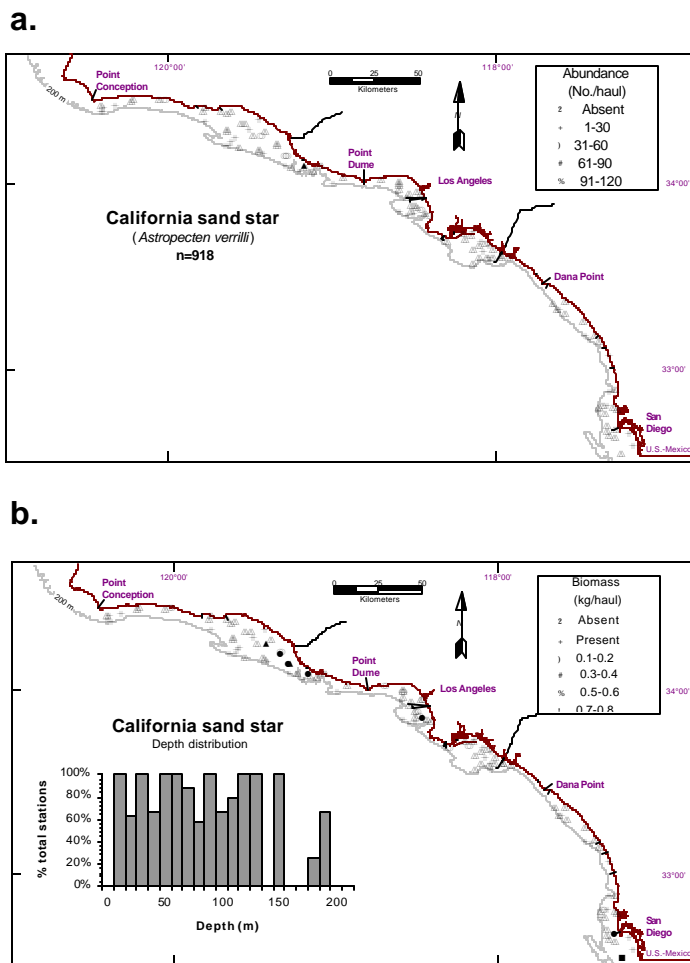 a.
120°00'
118°00'
Point
Conception
200 m
0 25 50
Kilometers
N
Abundance
(No./haul)
2 Absent
+ 1-30
) 31-60
# 61-90
% 91-120
Point
Dume
Los Angeles
34°00'
California sand star
(Astropecten verrilli)
n=918
Dana Point
33°00'
San
Diego
U.S.-Mexico
b.
120°00'
118°00'
Point
Conception
200 m
0 25 50
Kilometers
N
Biomass
(kg/haul)
2 Absent
+ Present
) 0.1-0.2
# 0.3-0.4
% 0.5-0.6
! 0.7-0.8
Point
Dume
Los Angeles
34°00'
California sand star
Depth distribution
100%
80%
60%
40%
20%
0%
% total stations
0 50 100 150 200
Depth (m)
Dana Point
33°00'
San
Diego
U.S.-Mexico